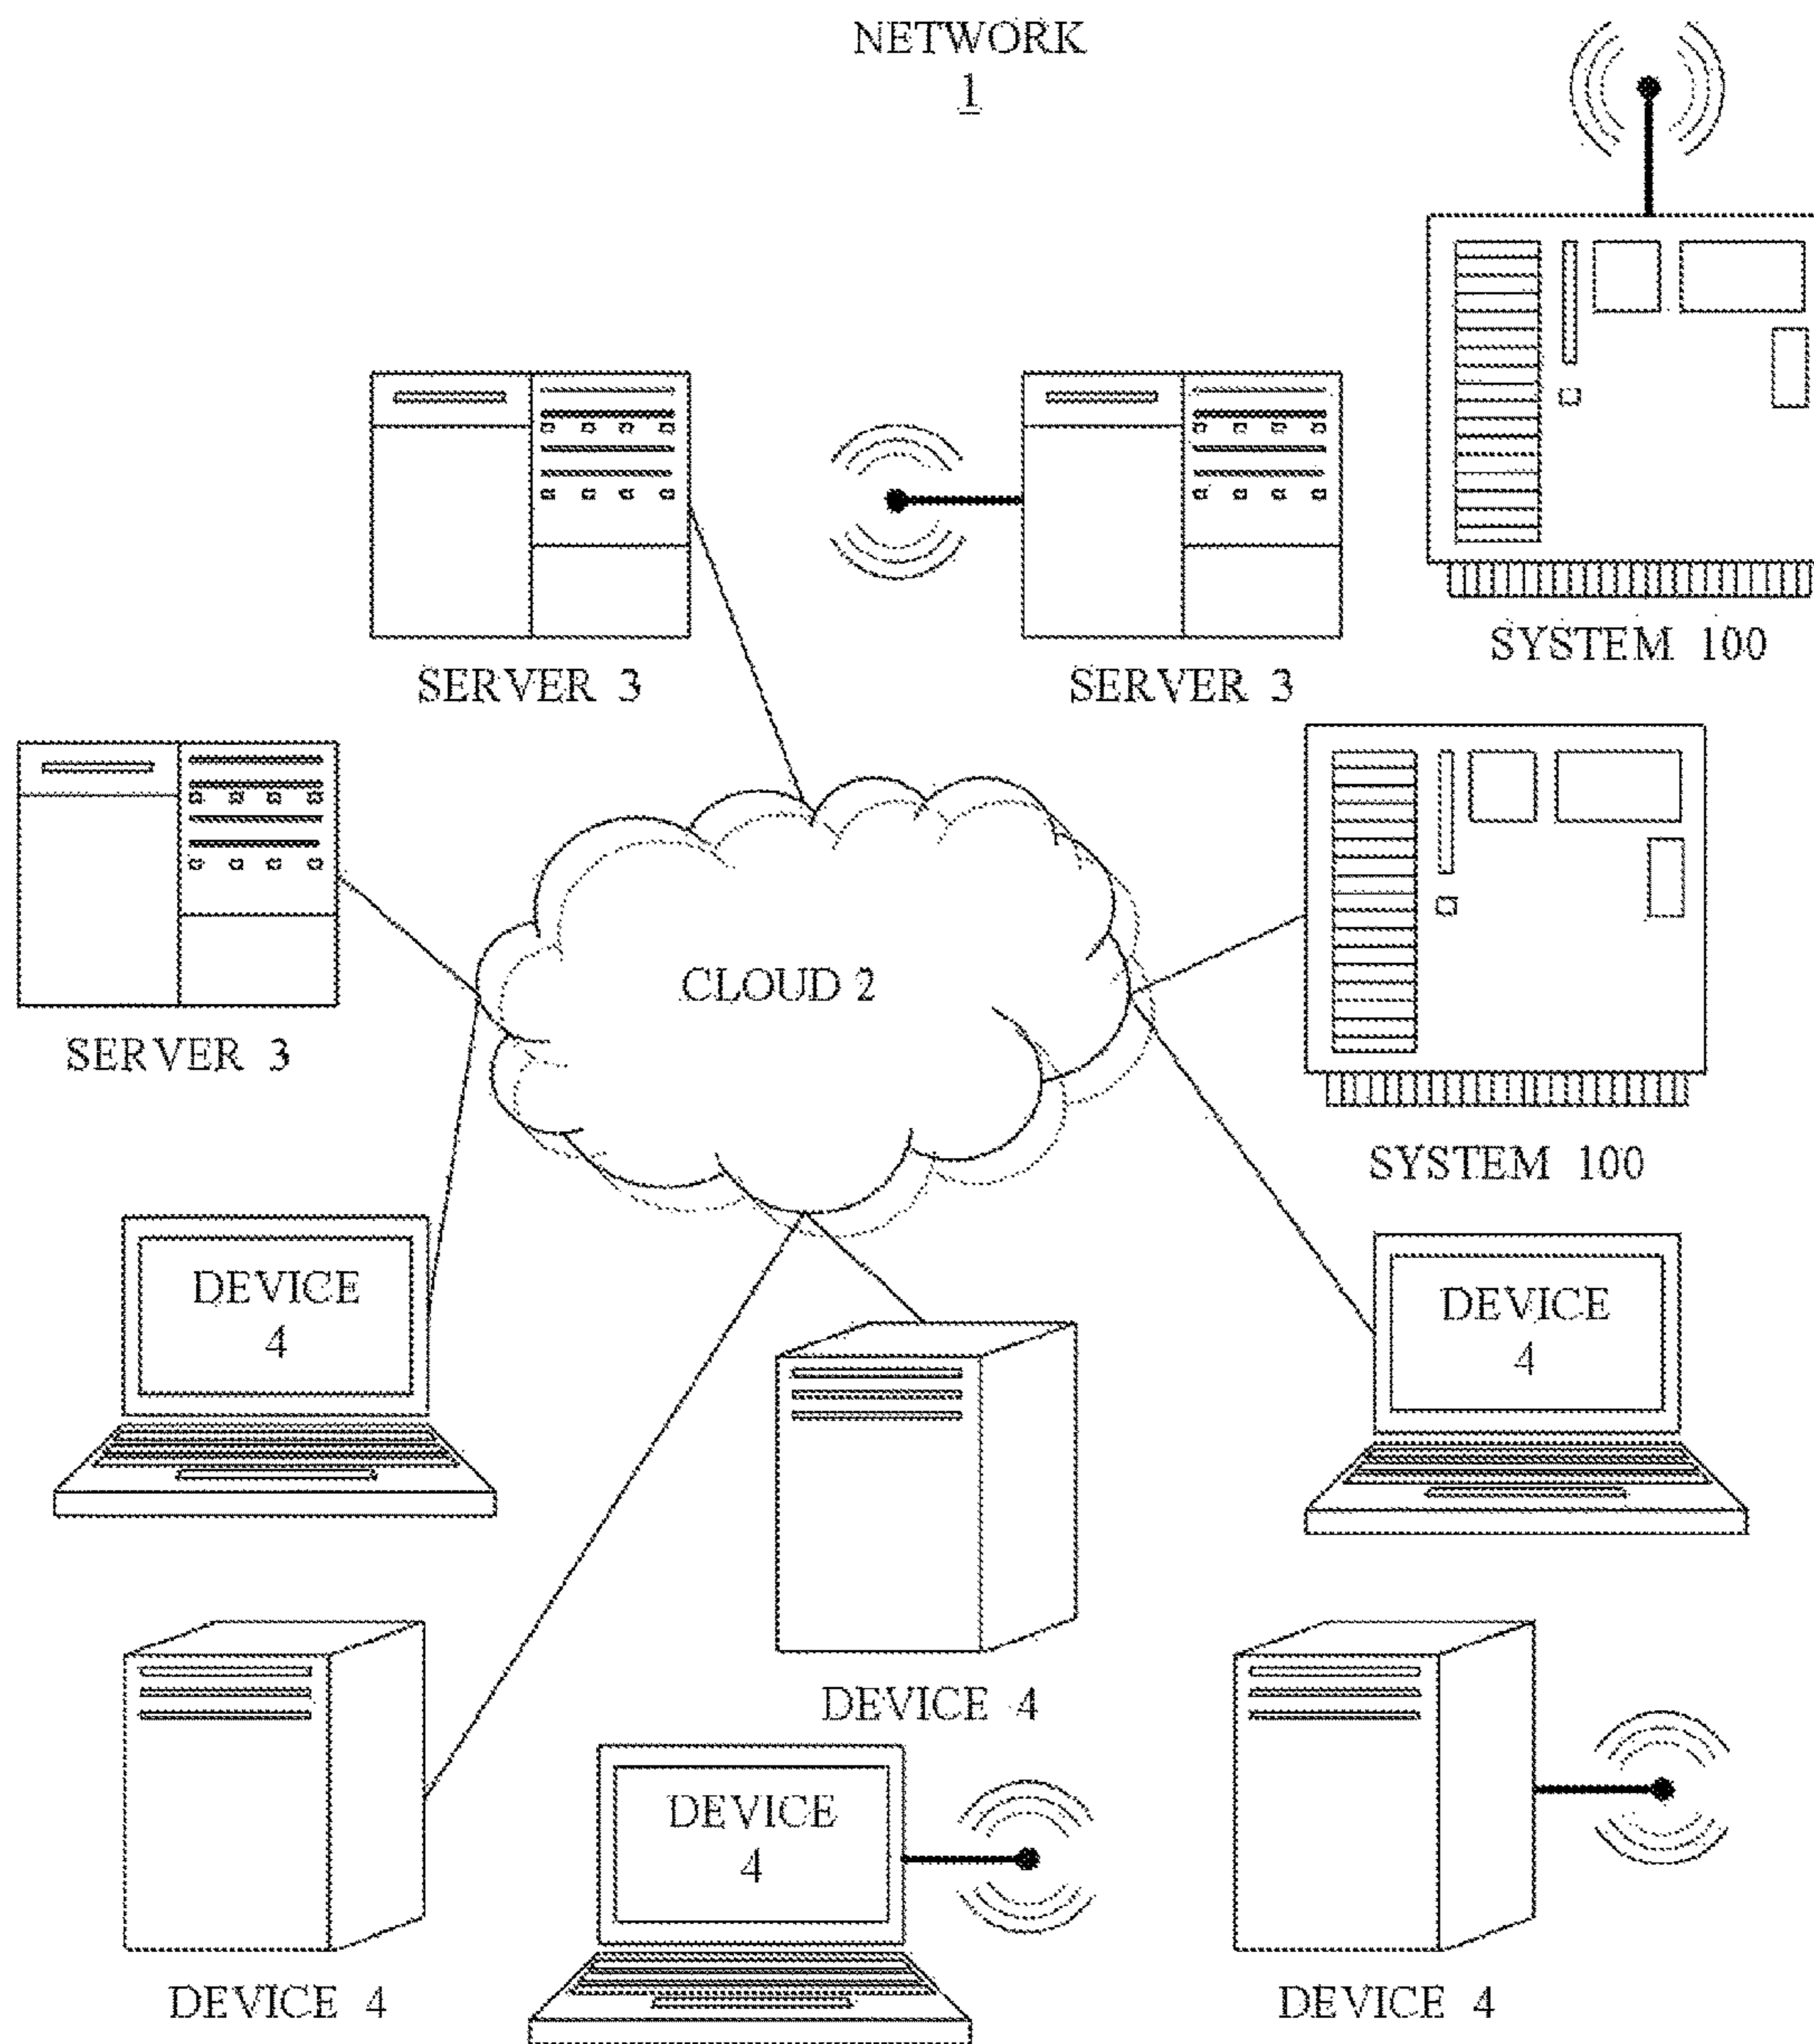 NETWORK
1
SYSTEM 100
SERVER 3
SERVER 3
SERVER 3
CLOUD 2
SYSTEM 100
DEVICE
4
DEVICE
4
DEVICE 4
DEVICE
4
DEVICE 4
DEVICE 4